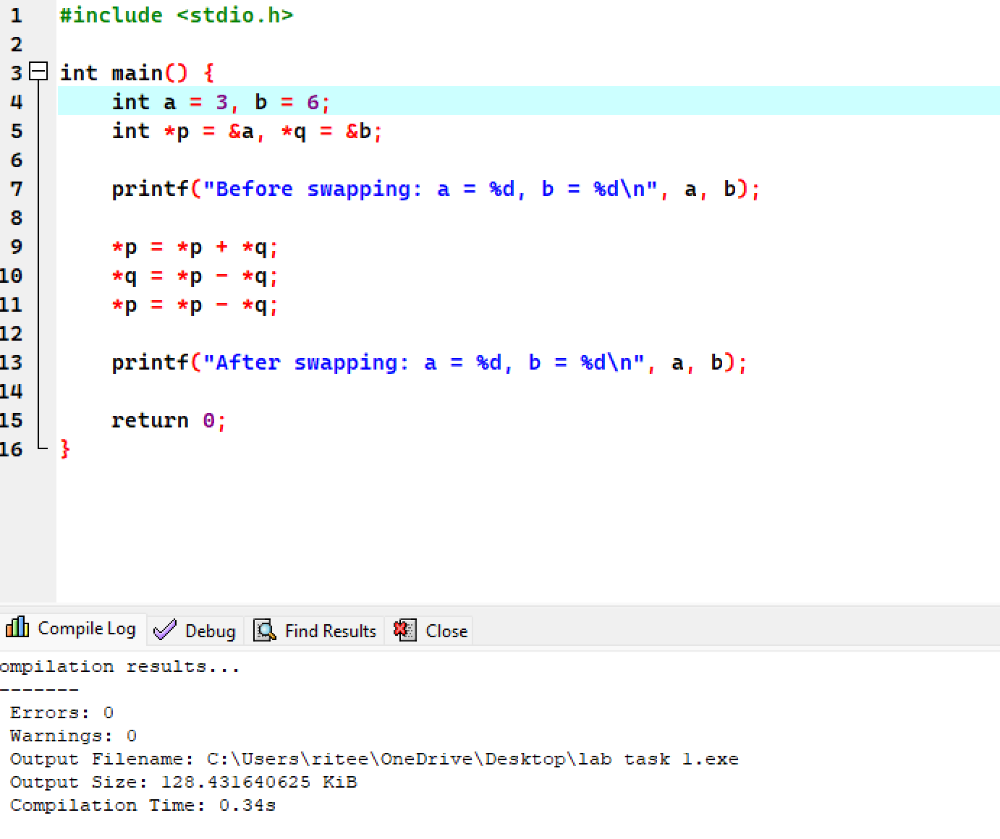 1 #include <stdio.h>
2
3 int main() {
4     int a = 3, b = 6;
5     int *p = &a, *q = &b;
6
7     printf("Before swapping: a = %d, b = %d\n", a, b);
8
9     *p = *p + *q;
10     *q = *p - *q;
11     *p = *p - *q;
12
13     printf("After swapping: a = %d, b = %d\n", a, b);
14
15     return 0;
16 }
Compile Log Debug Find Results Close
ompilation results...
-------
Errors: 0
Warnings: 0
Output Filename: C:\Users\ritee\OneDrive\Desktop\lab task 1.exe
Output Size: 128.431640625 KiB
Compilation Time: 0.34s